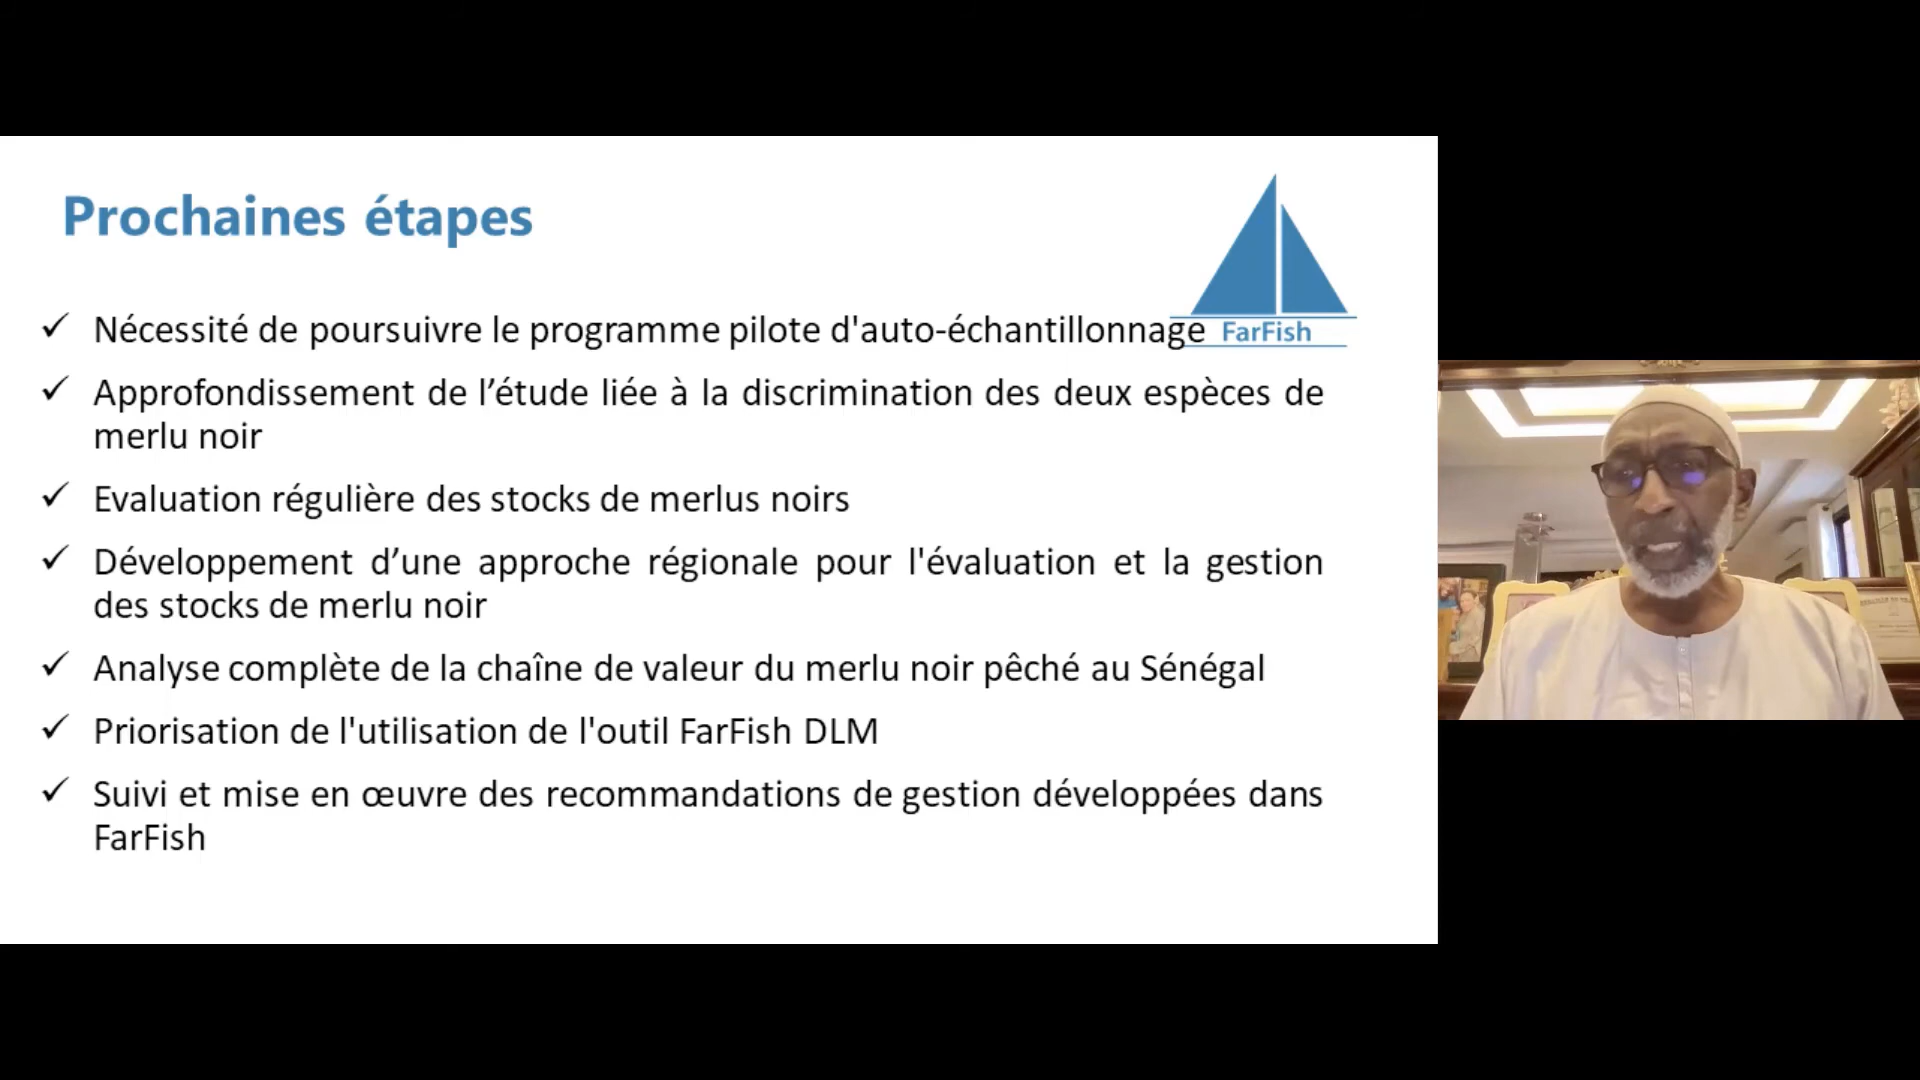 Prochaines étapes
✓ Nécessité de poursuivre le programme pilote d'auto-échantillonnage
FarFish
✓ Approfondissement de l’étude liée à la discrimination des deux espèces de
merlu noir
✓ Evaluation régulière des stocks de merlus noirs
✓ Développement d’une approche régionale pour l'évaluation et la gestion
des stocks de merlu noir
✓ Analyse complète de la chaîne de valeur du merlu noir pêché au Sénégal
✓ Priorisation de l'utilisation de l'outil FarFish DLM
✓ Suivi et mise en œuvre des recommandations de gestion développées dans
FarFish